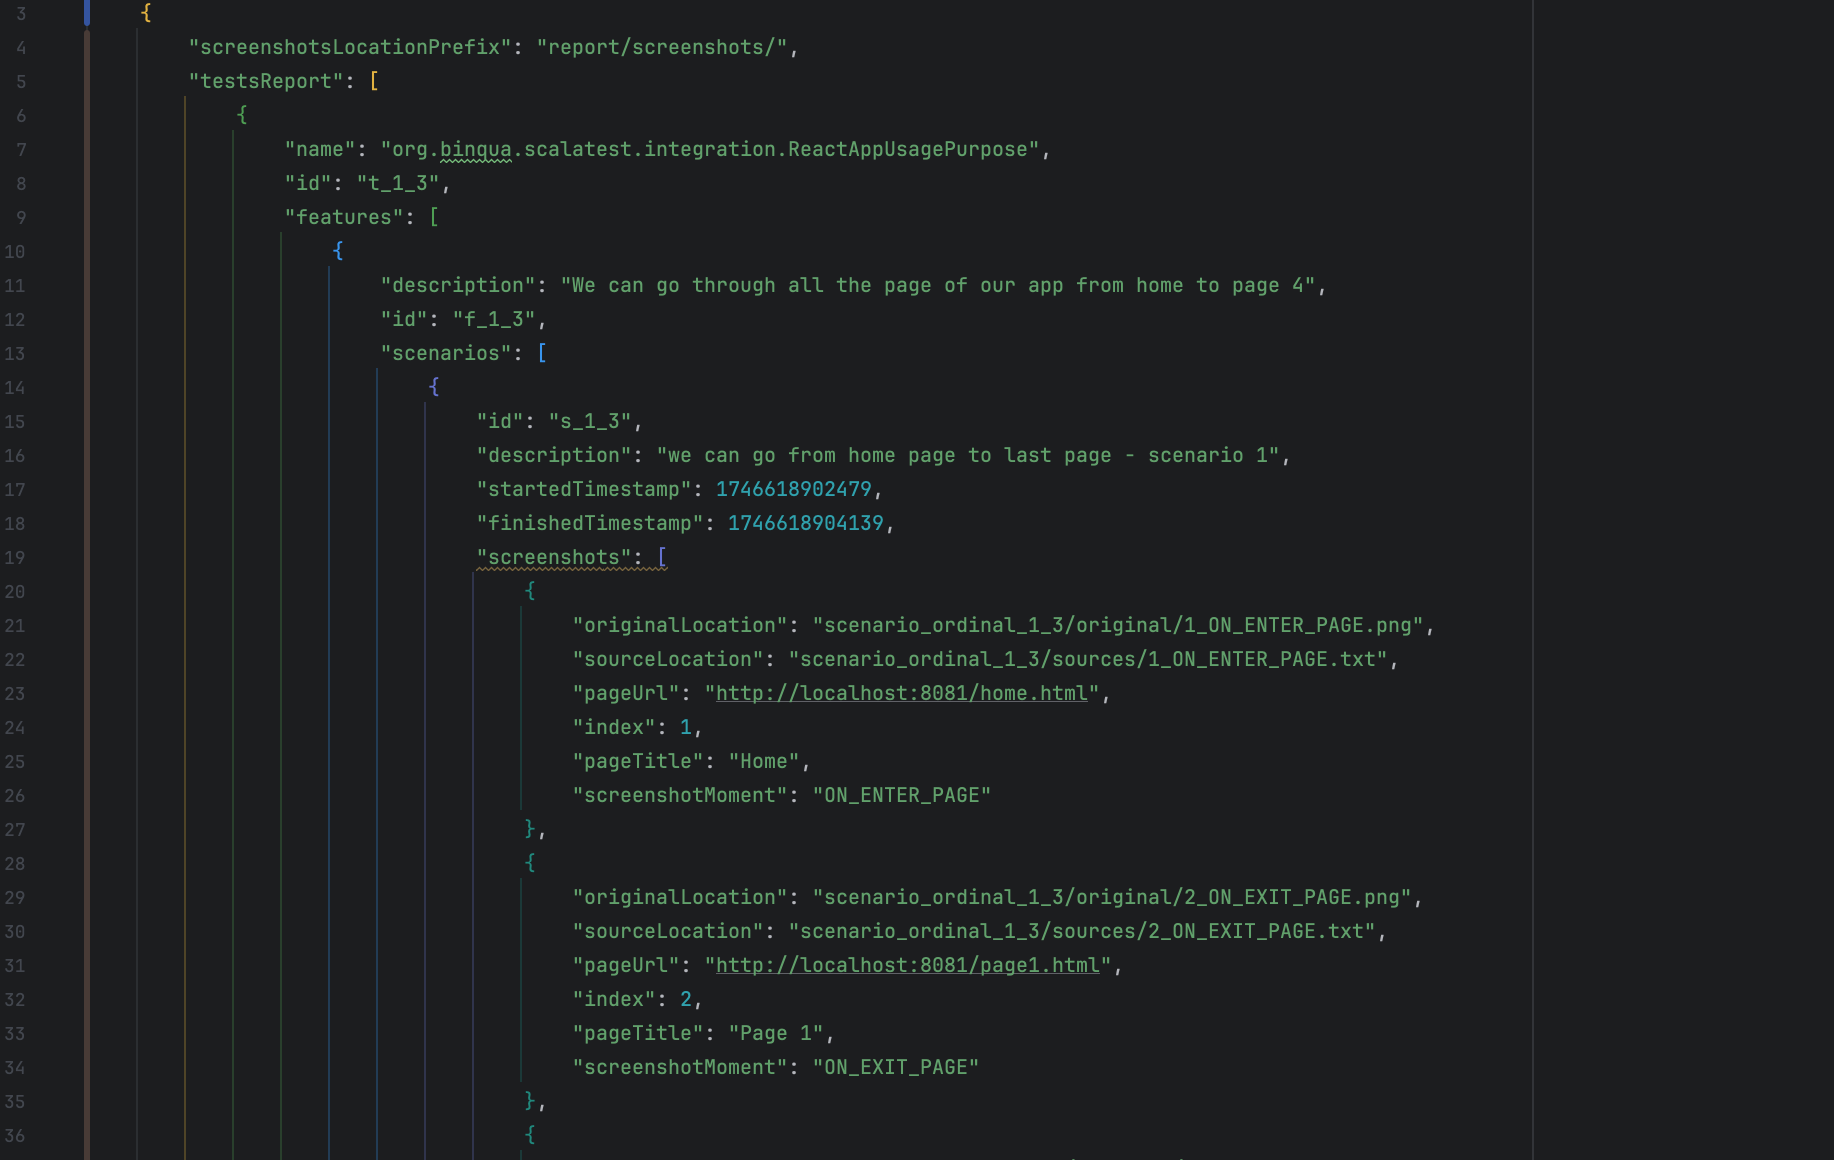 3 {
4 "screenshotsLocationPrefix": "report/screenshots/",
5 "testsReport": [
6 {
7 "name": "org.binqua.scalatest.integration.ReactAppUsagePurpose",
8 "id": "t_1_3",
9 "features": [
10 {
11 "description": "We can go through all the page of our app from home to page 4",
12 "id": "f_1_3",
13 "scenarios": [
14 {
15 "id": "s_1_3",
16 "description": "we can go from home page to last page - scenario 1",
17 "startedTimestamp": 1746618902479,
18 "finishedTimestamp": 1746618904139,
19 "screenshots": [
20 {
21 "originalLocation": "scenario_ordinal_1_3/original/1_ON_ENTER_PAGE.png",
22 "sourceLocation": "scenario_ordinal_1_3/sources/1_ON_ENTER_PAGE.txt",
23 "pageUrl": "http://localhost:8081/home.html",
24 "index": 1,
25 "pageTitle": "Home",
26 "screenshotMoment": "ON_ENTER_PAGE"
27 },
28 {
29 "originalLocation": "scenario_ordinal_1_3/original/2_ON_EXIT_PAGE.png",
30 "sourceLocation": "scenario_ordinal_1_3/sources/2_ON_EXIT_PAGE.txt",
31 "pageUrl": "http://localhost:8081/page1.html",
32 "index": 2,
33 "pageTitle": "Page 1",
34 "screenshotMoment": "ON_EXIT_PAGE"
35 },
36 {